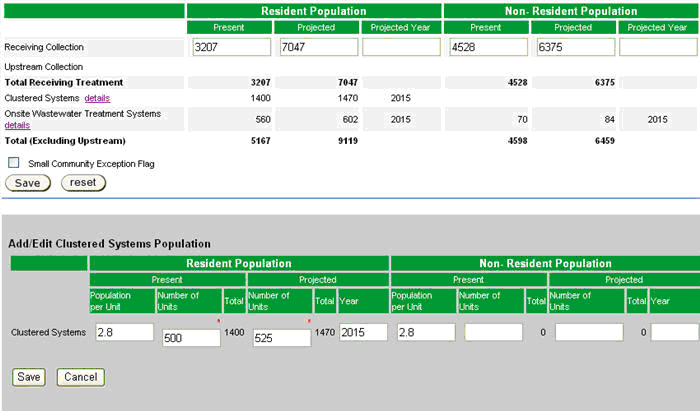 Resident Population Non- Resident Population
Present Projected Projected Year Present Projected Projected Year
Receiving Collection 3207 7047 4528 6375
Upstream Collection
Total Receiving Treatment 3207 7047 4528 6375
Clustered Systems details 1400 1470 2015
Onsite Wastewater Treatment Systems 560 602 2015 70 84 2015
details
Total (Excluding Upstream) 5167 9119 4598 6459
Small Community Exception Flag
Save reset
Add/Edit Clustered Systems Population
Resident Population Non- Resident Population
Present Projected Present Projected
Population per Unit Number of Units Total Number of Units Total Year Population per Unit Number of Units Total Number of Units Total Year
* *
Clustered Systems 2.8 500 1400 525 1470 2015 2.8 0 0
Save Cancel